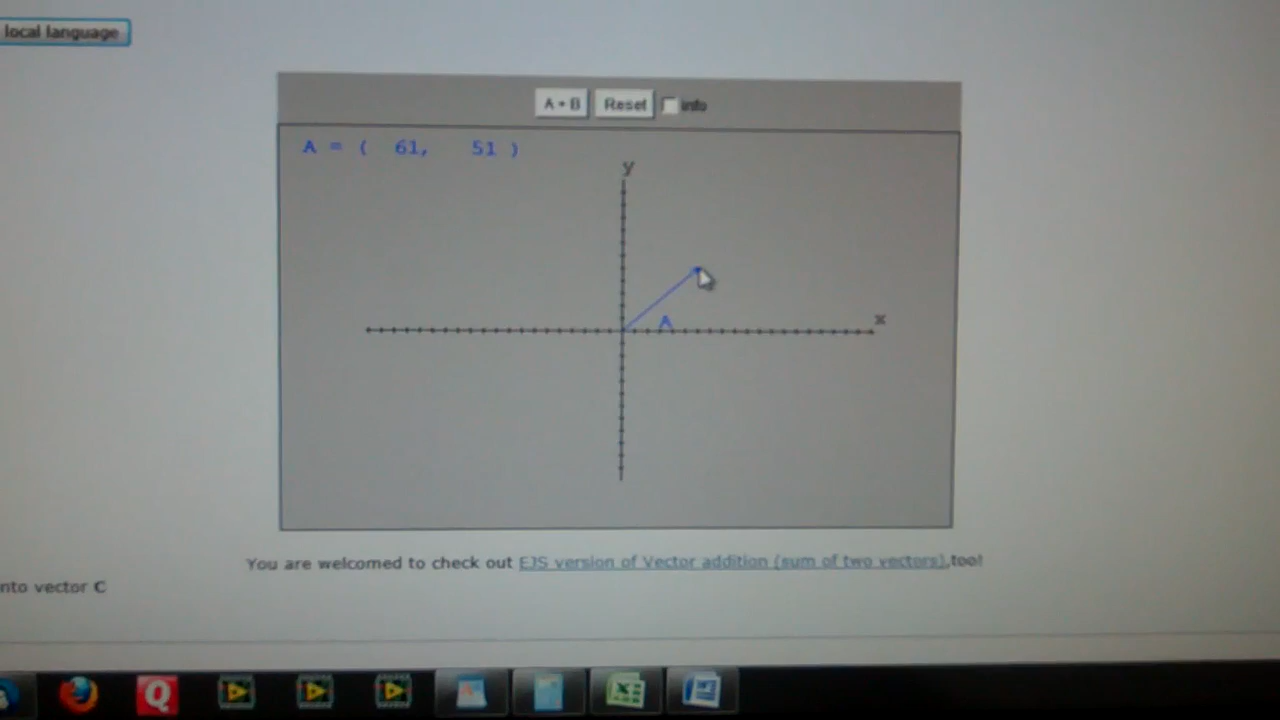 local language
A + B Reset info
A = ( 61, 51 )
y
A
x
You are welcomed to check out EJS version of Vector addition (sum of two vectors),too!
nto vector C
Q